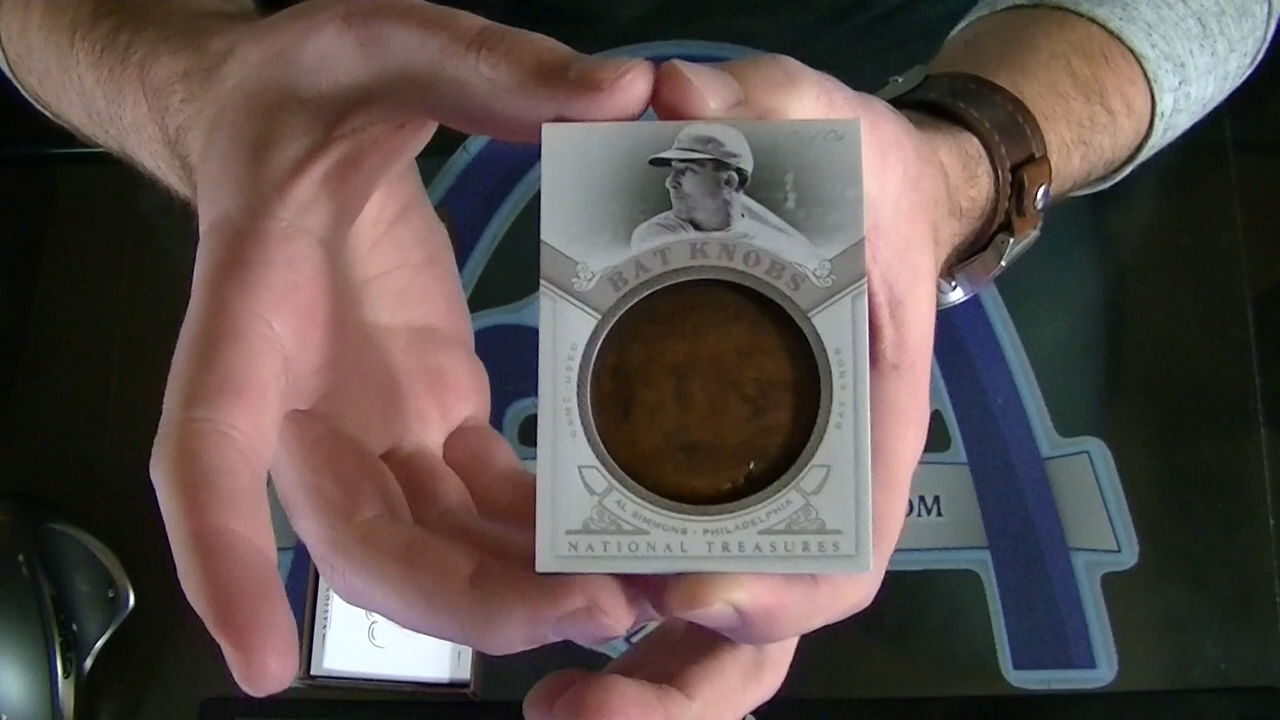 BAT KNOBS
GAME-USED
BAT KNOB
AL SIMMONS - PHILADELPHIA
NATIONAL TREASURES
OM